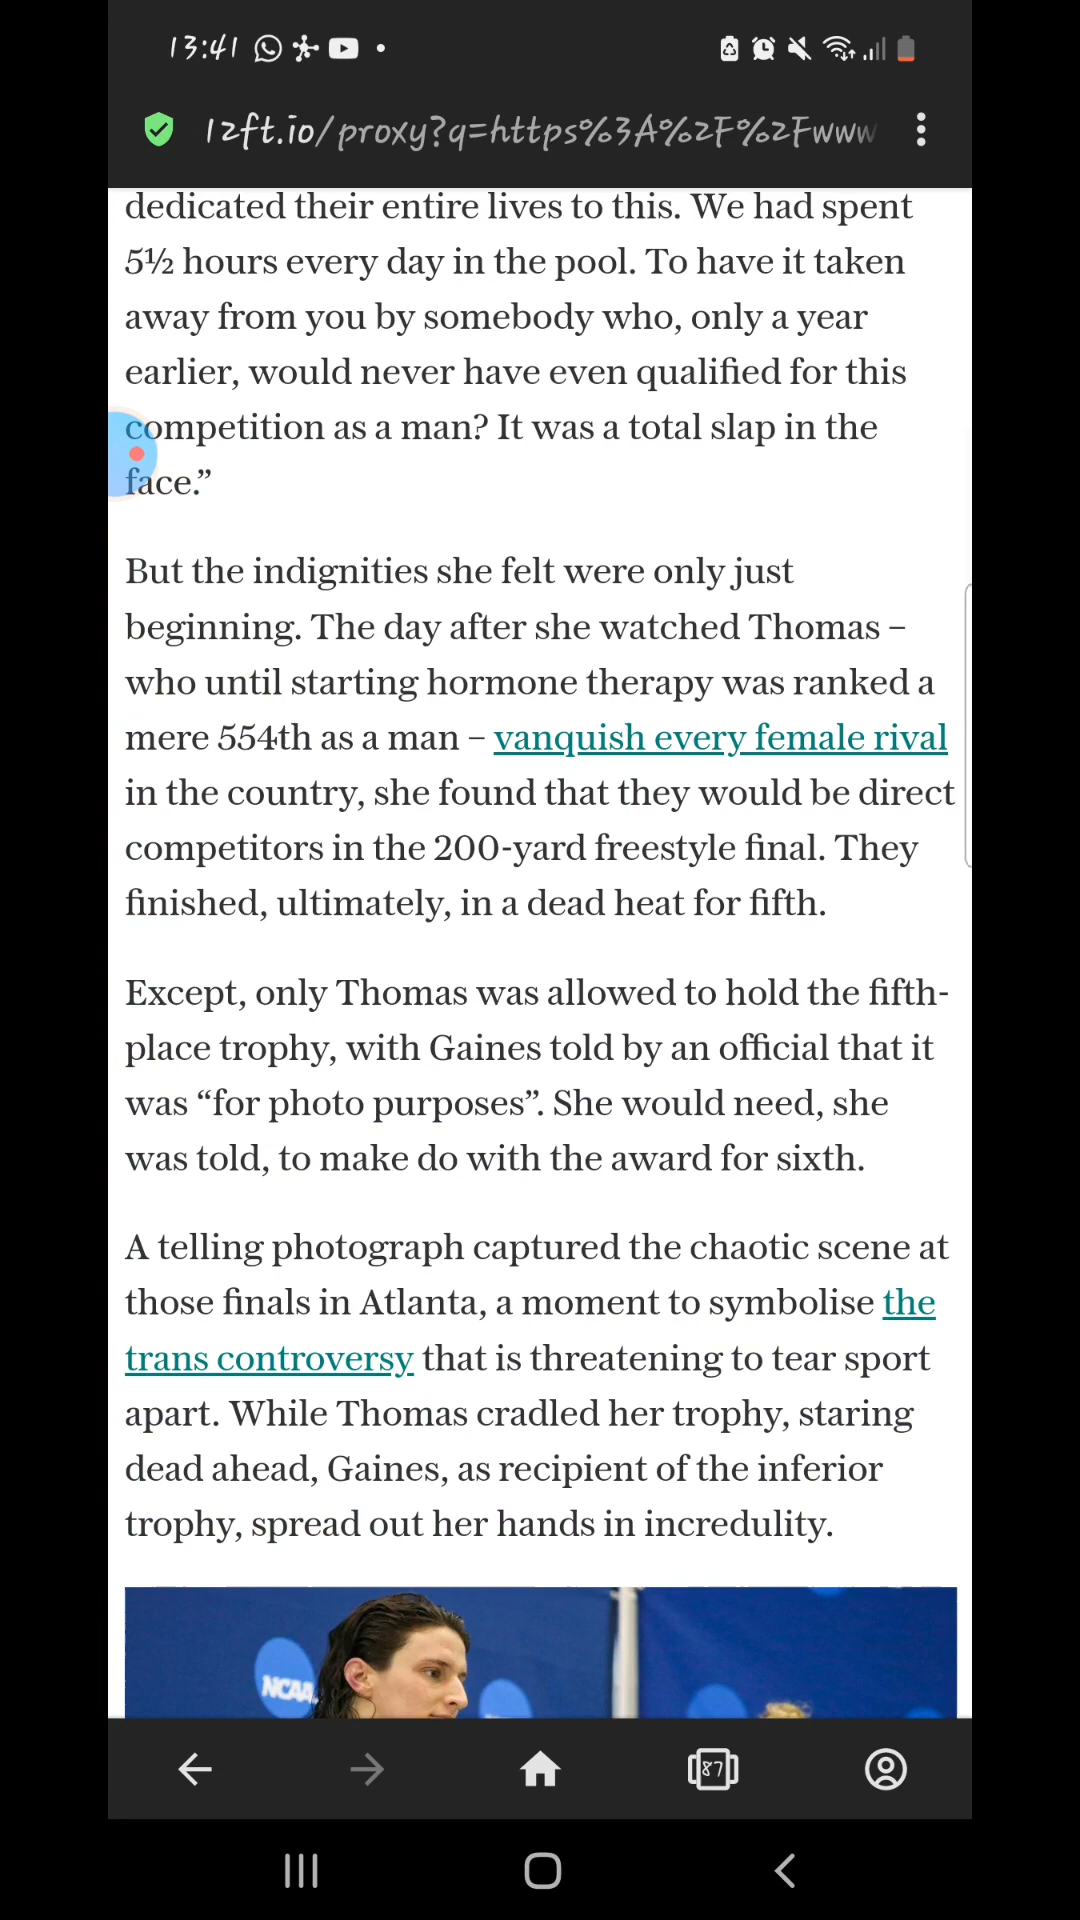 13:41
12ft.io/proxy?q=https%3A%2F%2Fwww
dedicated their entire lives to this. We had spent
5½ hours every day in the pool. To have it taken
away from you by somebody who, only a year
earlier, would never have even qualified for this
competition as a man? It was a total slap in the
face.”
But the indignities she felt were only just
beginning. The day after she watched Thomas –
who until starting hormone therapy was ranked a
mere 554th as a man – vanquish every female rival
in the country, she found that they would be direct
competitors in the 200-yard freestyle final. They
finished, ultimately, in a dead heat for fifth.
Except, only Thomas was allowed to hold the fifth-
place trophy, with Gaines told by an official that it
was “for photo purposes”. She would need, she
was told, to make do with the award for sixth.
A telling photograph captured the chaotic scene at
those finals in Atlanta, a moment to symbolise the
trans controversy that is threatening to tear sport
apart. While Thomas cradled her trophy, staring
dead ahead, Gaines, as recipient of the inferior
trophy, spread out her hands in incredulity.
NCAA
87